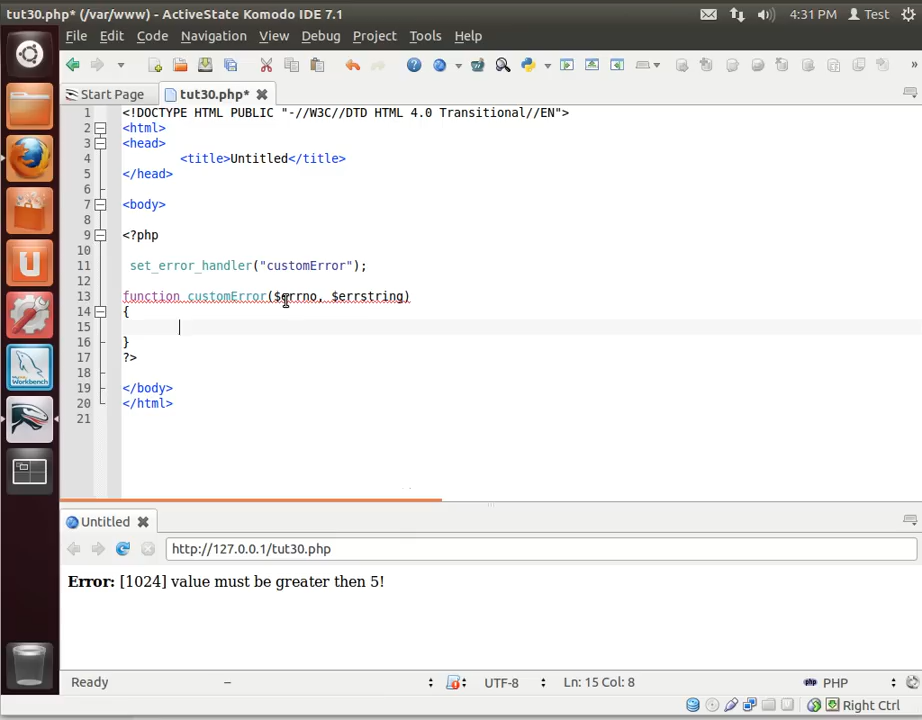 tut30.php* (/var/www) - ActiveState Komodo IDE 7.1
4:31 PM Test
File Edit Code Navigation View Debug Project Tools Help
Start Page tut30.php*
1 <!DOCTYPE HTML PUBLIC "-//W3C//DTD HTML 4.0 Transitional//EN">
2 <html>
3 <head>
4 <title>Untitled</title>
5 </head>
6
7 <body>
8
9 <?php
10
11 set_error_handler("customError");
12
13 function customError($errno, $errstring)
14 {
15
16 }
17 ?>
18
19 </body>
20 </html>
21
MySQL
Workbench
Untitled
http://127.0.0.1/tut30.php
Error: [1024] value must be greater then 5!
Ready – UTF-8 Ln: 15 Col: 8 php PHP
Right Ctrl